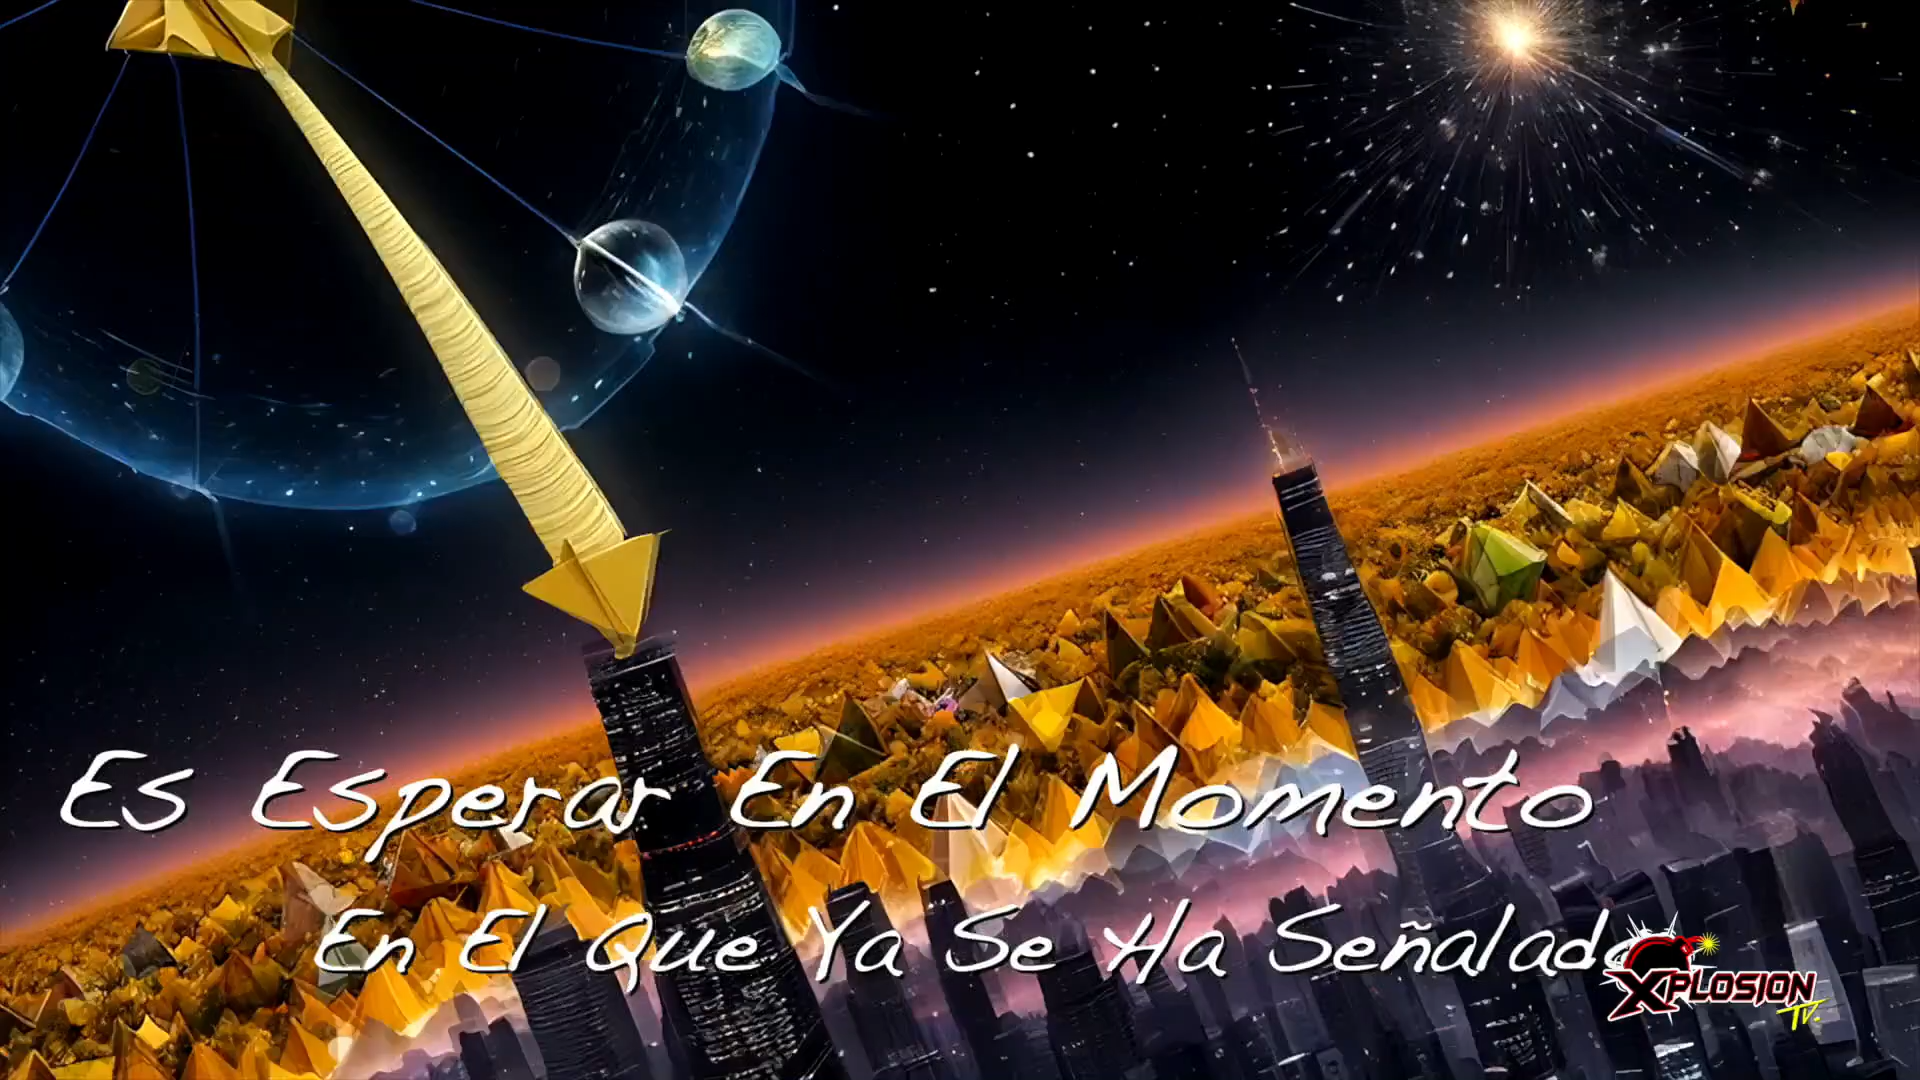 Es Esperar En El Momento
En El Que Ya Se Ha Señalado
XPLOSION
TV.